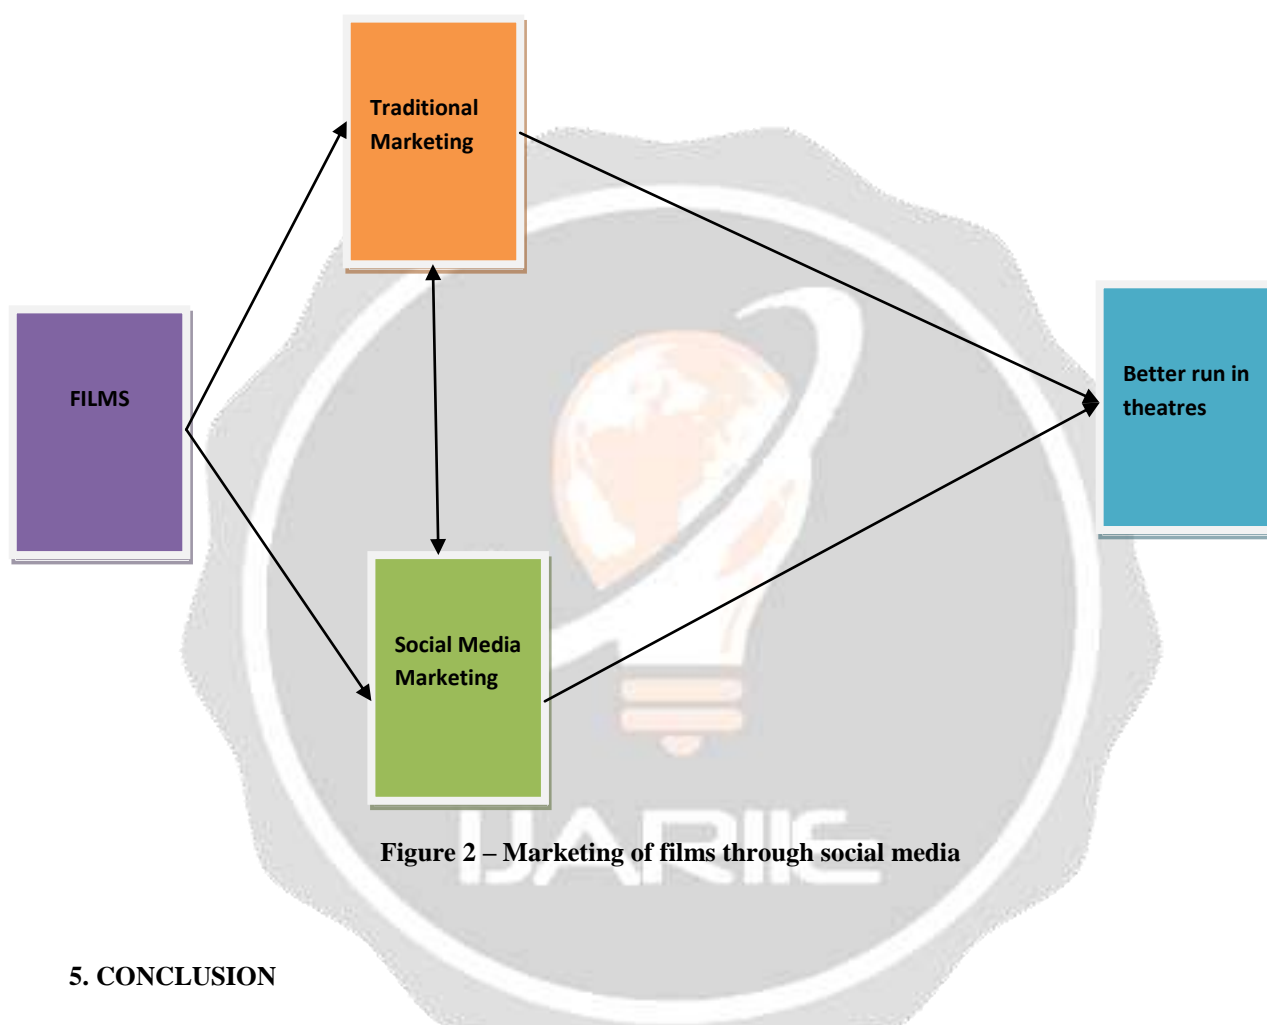 Traditional
Marketing
FILMS
Better run in
theatres
Social Media
Marketing
IJARIIE
Figure 2 – Marketing of films through social media
5. CONCLUSION